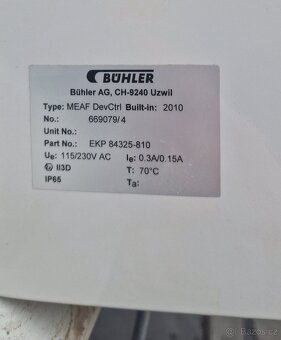 BÜHLER
Bühler AG, CH-9240 Uzwil
Type: MEAF DevCtrl Built-in: 2010
No.: 669079/4
Unit No.:
Part No.: EKP 84325-810
Ue: 115/230V AC Ie: 0.3A/0.15A
II3D T: 70°C
IP65 Ta:
Bazos.cz